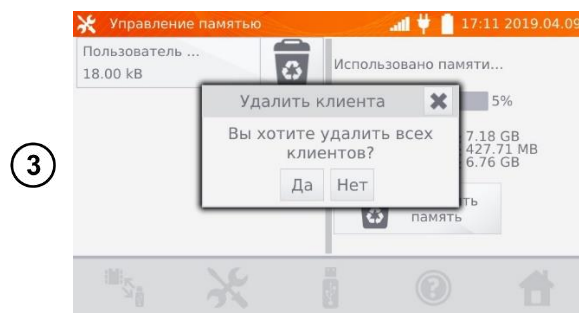 3
Управление памятью
17:11 2019.04.09
Пользователь ...
18.00 kB
Использовано памяти...
5%
7.18 GB
427.71 MB
6.76 GB
Удалить клиента
Вы хотите удалить всех
клиентов?
Да Нет
память